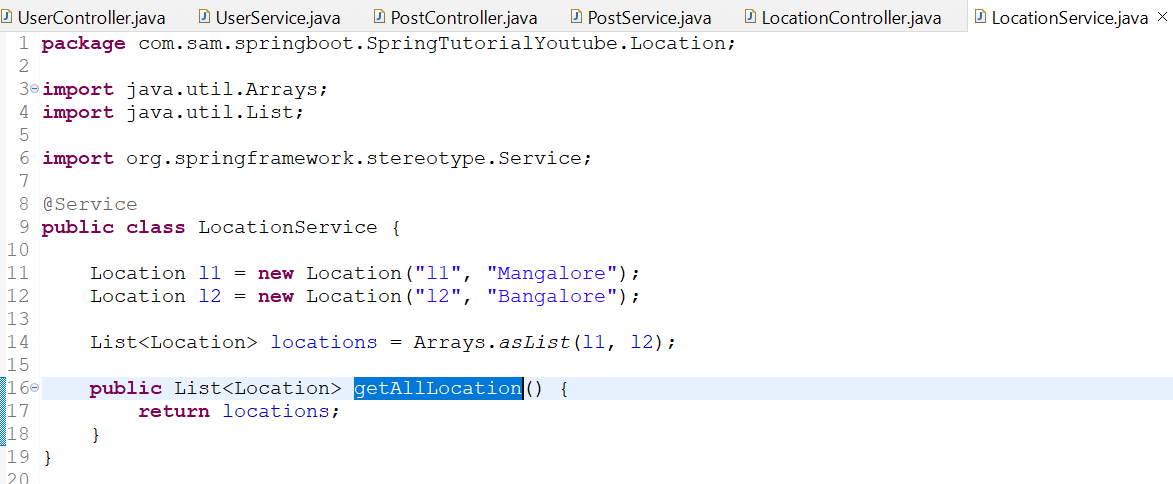 UserController.java UserService.java PostController.java PostService.java LocationController.java LocationService.java
1 package com.sam.springboot.SpringTutorialYoutube.Location;
2
3 import java.util.Arrays;
4 import java.util.List;
5
6 import org.springframework.stereotype.Service;
7
8 @Service
9 public class LocationService {
10
11     Location l1 = new Location("l1", "Mangalore");
12     Location l2 = new Location("l2", "Bangalore");
13
14     List<Location> locations = Arrays.asList(l1, l2);
15
16     public List<Location> getAllLocation() {
17         return locations;
18     }
19 }
20